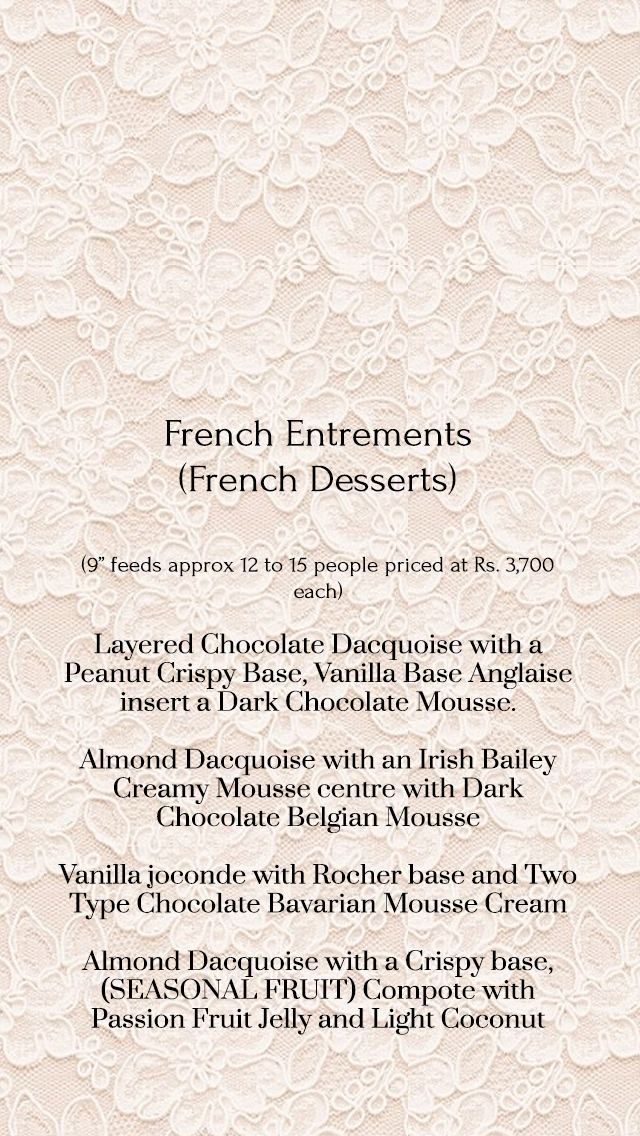 French Entrements
(French Desserts)
(9” feeds approx 12 to 15 people priced at Rs. 3,700
each)
Layered Chocolate Dacquoise with a
Peanut Crispy Base, Vanilla Base Anglaise
insert a Dark Chocolate Mousse.
Almond Dacquoise with an Irish Bailey
Creamy Mousse centre with Dark
Chocolate Belgian Mousse
Vanilla joconde with Rocher base and Two
Type Chocolate Bavarian Mousse Cream
Almond Dacquoise with a Crispy base,
(SEASONAL FRUIT) Compote with
Passion Fruit Jelly and Light Coconut